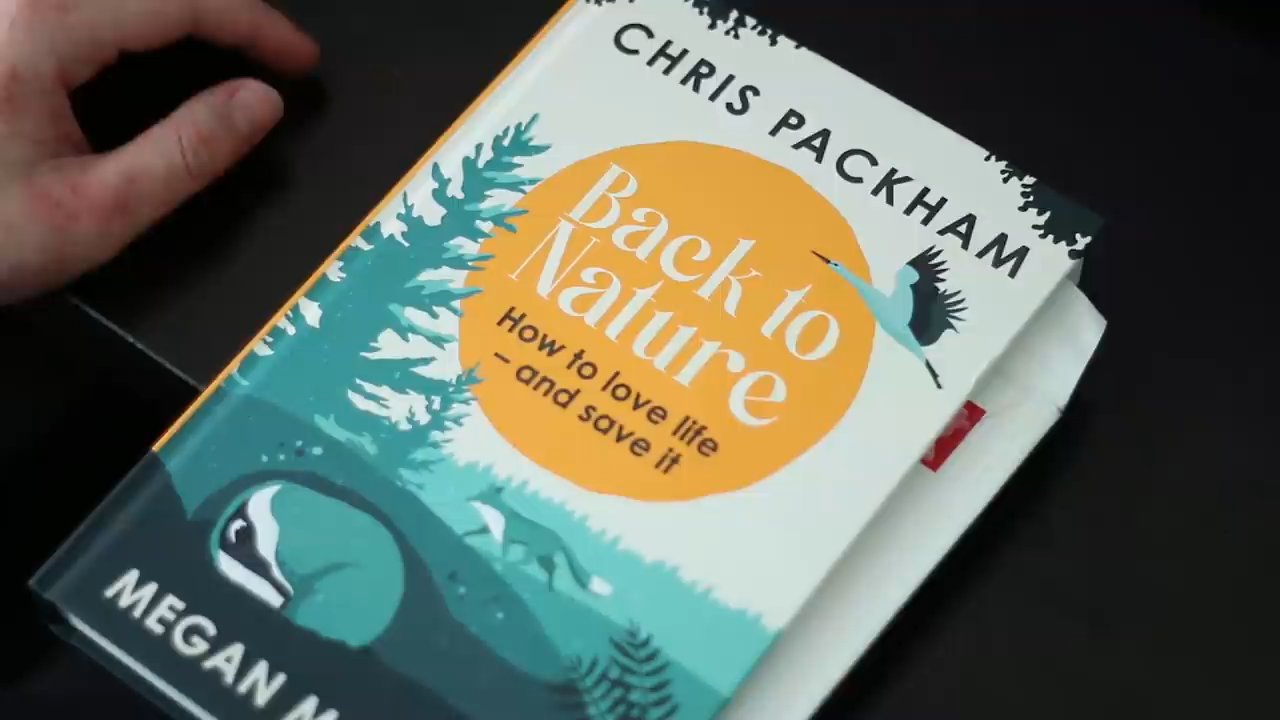 CHRIS PACKHAM
Back to
Nature
How to love life
– and save it
MEGAN M